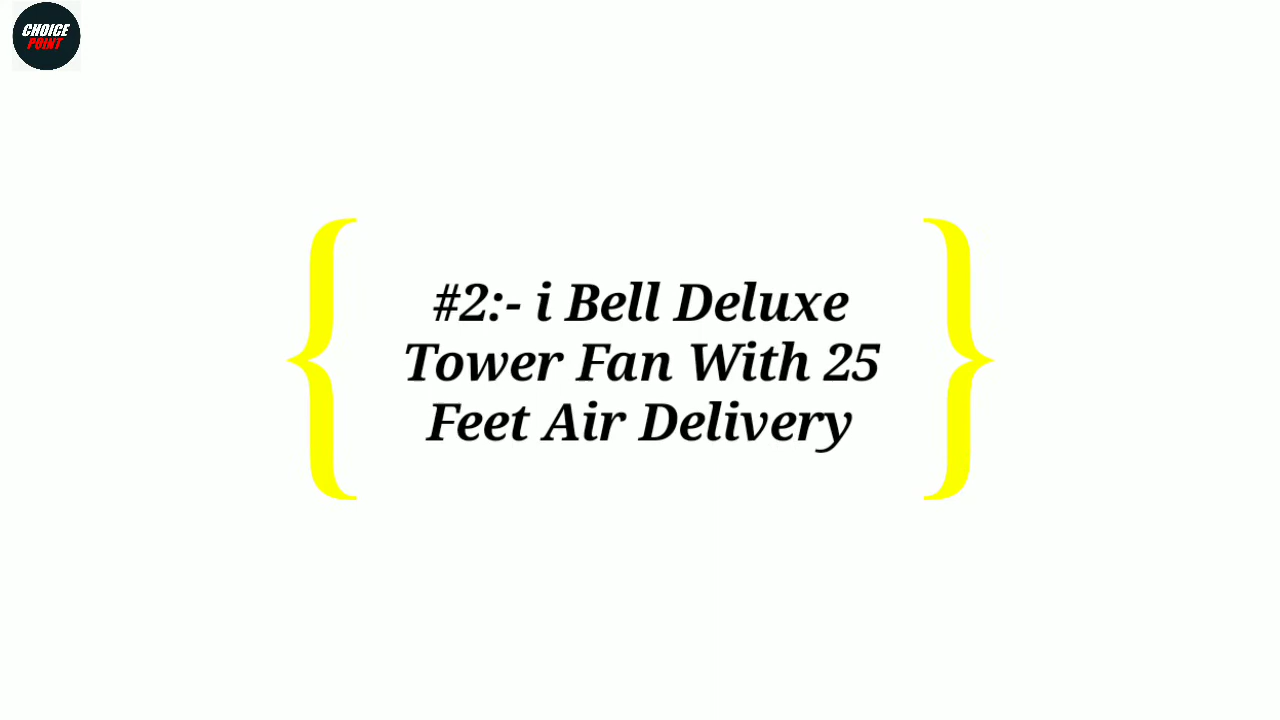 CHOICE
POINT
#2:- i Bell Deluxe
Tower Fan With 25
Feet Air Delivery